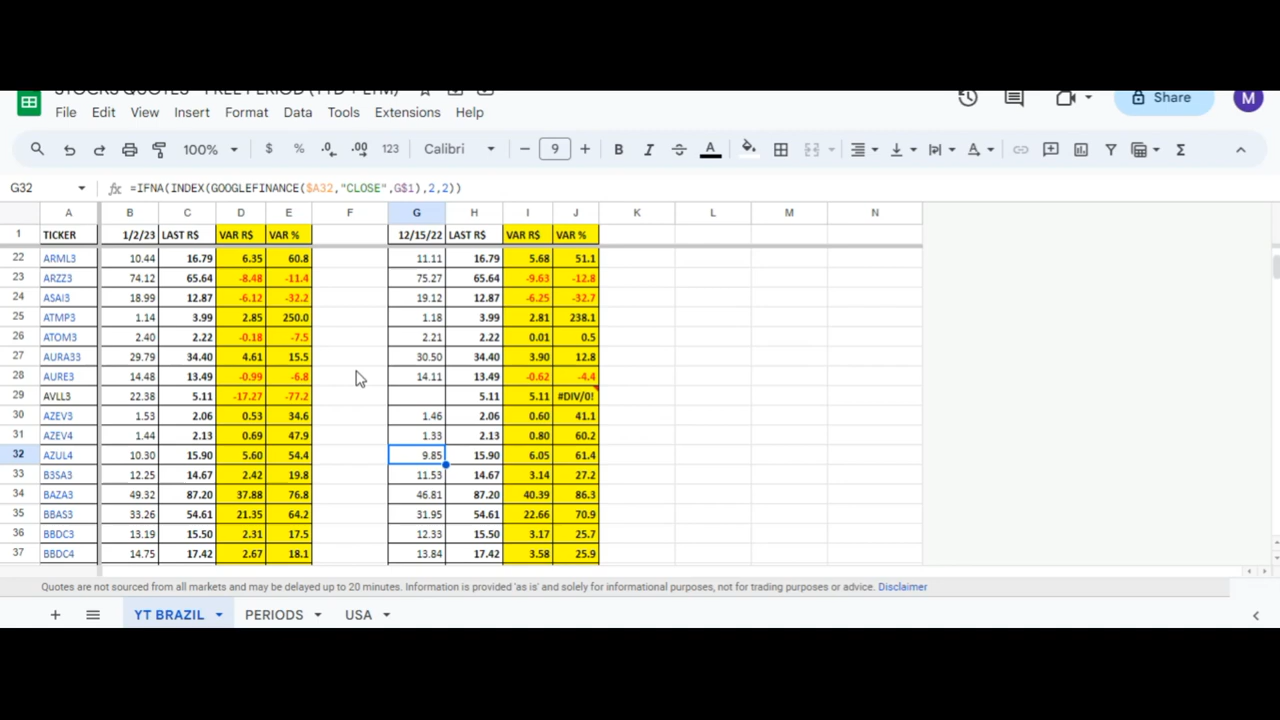 STOCKS QUOTES - FREE PERIOD (YTD + LTM)
File Edit View Insert Format Data Tools Extensions Help
Share M
100% $ % .0 .00 123 Calibri - 9 + B I A Σ
G32 fx =IFNA(INDEX(GOOGLEFINANCE($A32,"CLOSE",G$1),2,2))
A B C D E F G H I J K L M N
1 TICKER 1/2/23 LAST R$ VAR R$ VAR % 12/15/22 LAST R$ VAR R$ VAR %
22 ARML3 10.44 16.79 6.35 60.8 11.11 16.79 5.68 51.1
23 ARZZ3 74.12 65.64 -8.48 -11.4 75.27 65.64 -9.63 -12.8
24 ASAI3 18.99 12.87 -6.12 -32.2 19.12 12.87 -6.25 -32.7
25 ATMP3 1.14 3.99 2.85 250.0 1.18 3.99 2.81 238.1
26 ATOM3 2.40 2.22 -0.18 -7.5 2.21 2.22 0.01 0.5
27 AURA33 29.79 34.40 4.61 15.5 30.50 34.40 3.90 12.8
28 AURE3 14.48 13.49 -0.99 -6.8 14.11 13.49 -0.62 -4.4
29 AVLL3 22.38 5.11 -17.27 -77.2 5.11 5.11 #DIV/0!
30 AZEV3 1.53 2.06 0.53 34.6 1.46 2.06 0.60 41.1
31 AZEV4 1.44 2.13 0.69 47.9 1.33 2.13 0.80 60.2
32 AZUL4 10.30 15.90 5.60 54.4 9.85 15.90 6.05 61.4
33 B3SA3 12.25 14.67 2.42 19.8 11.53 14.67 3.14 27.2
34 BAZA3 49.32 87.20 37.88 76.8 46.81 87.20 40.39 86.3
35 BBAS3 33.26 54.61 21.35 64.2 31.95 54.61 22.66 70.9
36 BBDC3 13.19 15.50 2.31 17.5 12.33 15.50 3.17 25.7
37 BBDC4 14.75 17.42 2.67 18.1 13.84 17.42 3.58 25.9
Quotes are not sourced from all markets and may be delayed up to 20 minutes. Information is provided 'as is' and solely for informational purposes, not for trading purposes or advice. Disclaimer
YT BRAZIL PERIODS USA